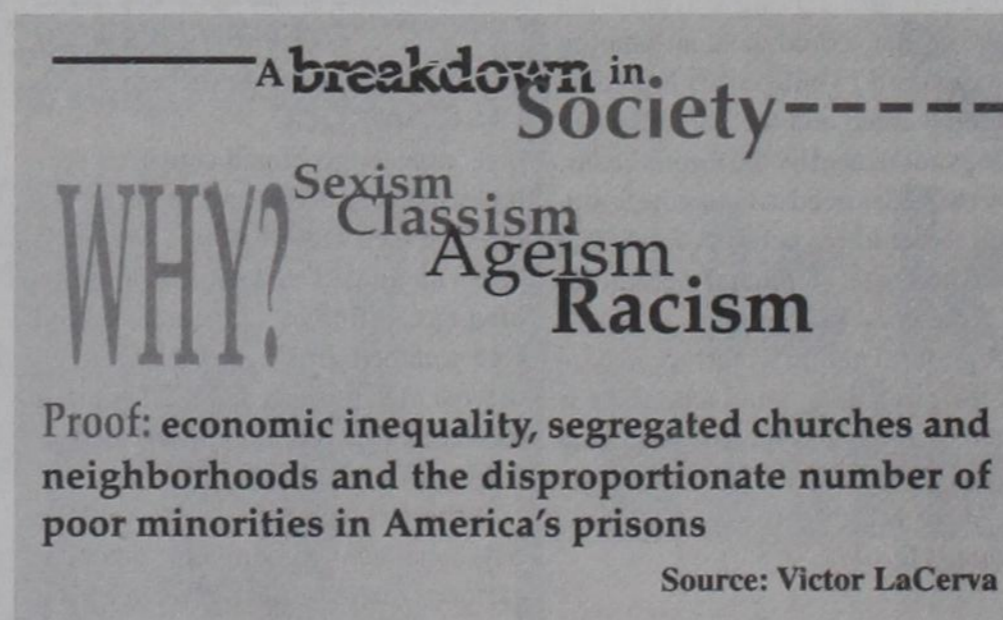 A breakdown in
Society
WHY?
Sexism
Classism
Ageism
Racism
Proof: economic inequality, segregated churches and
neighborhoods and the disproportionate number of
poor minorities in America's prisons
Source: Victor LaCerva